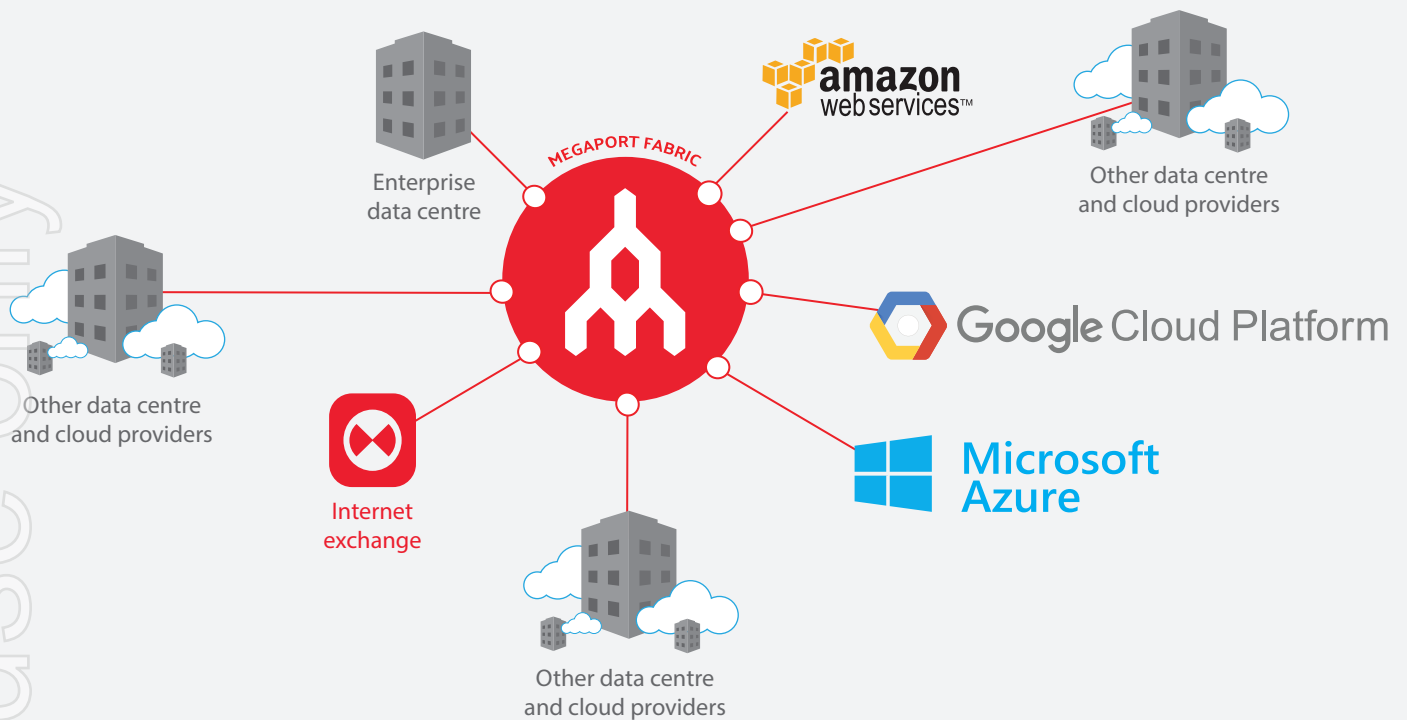 amazon
web services™
MEGAPORT FABRIC
Enterprise
data centre
Other data centre
and cloud providers
Google Cloud Platform
Other data centre
and cloud providers
Microsoft
Azure
Internet
exchange
Other data centre
and cloud providers